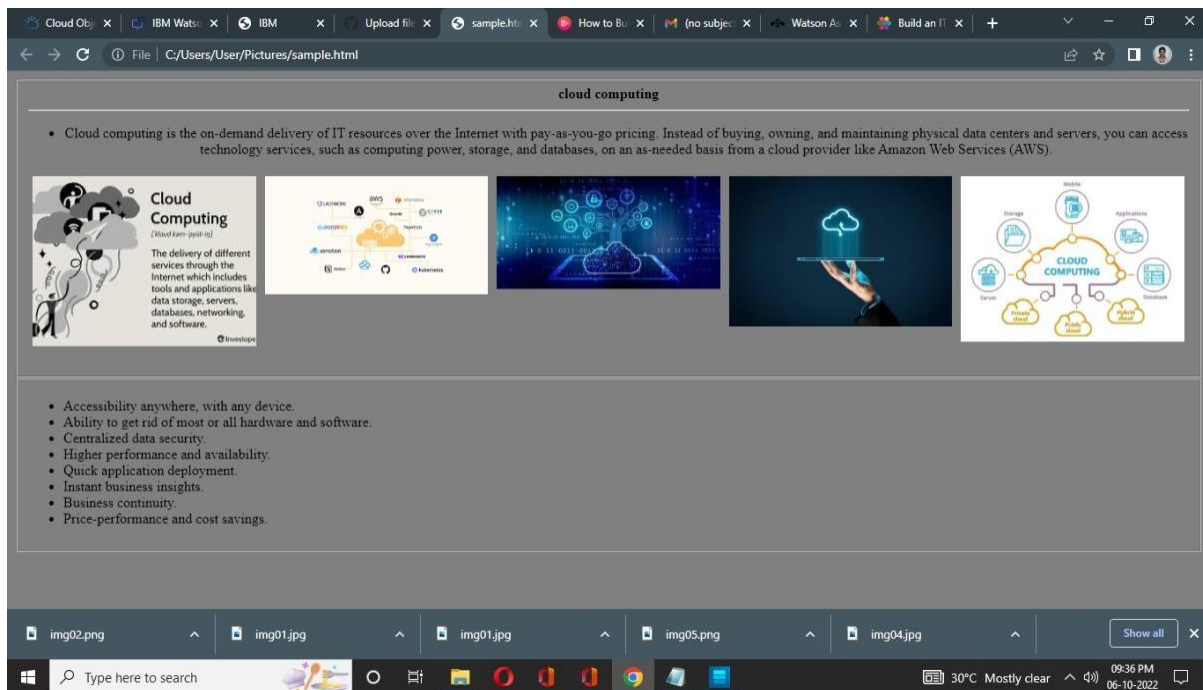 Cloud Obj
IBM Watso
IBM
Upload file
sample.htm
How to Bu
(no subjec
Watson As
Build an IT
File
C:/Users/User/Pictures/sample.html
cloud computing
• Cloud computing is the on-demand delivery of IT resources over the Internet with pay-as-you-go pricing. Instead of buying, owning, and maintaining physical data centers and servers, you can access
technology services, such as computing power, storage, and databases, on an as-needed basis from a cloud provider like Amazon Web Services (AWS).
Cloud
Computing
The delivery of different
services through the
Internet which includes
tools and applications like
data storage, servers,
databases, networking,
and software.
Investope
aws
CLOUDZERO
kubernetes
Mobile
Storage
Applications
CLOUD
COMPUTING
Server
Database
Private
cloud
Public
cloud
Hybrid
cloud
• Accessibility anywhere, with any device.
• Ability to get rid of most or all hardware and software.
• Centralized data security.
• Higher performance and availability.
• Quick application deployment.
• Instant business insights.
• Business continuity.
• Price-performance and cost savings.
img02.png
img01.jpg
img01.jpg
img05.png
img04.jpg
Show all
Type here to search
30°C Mostly clear
09:36 PM
06-10-2022